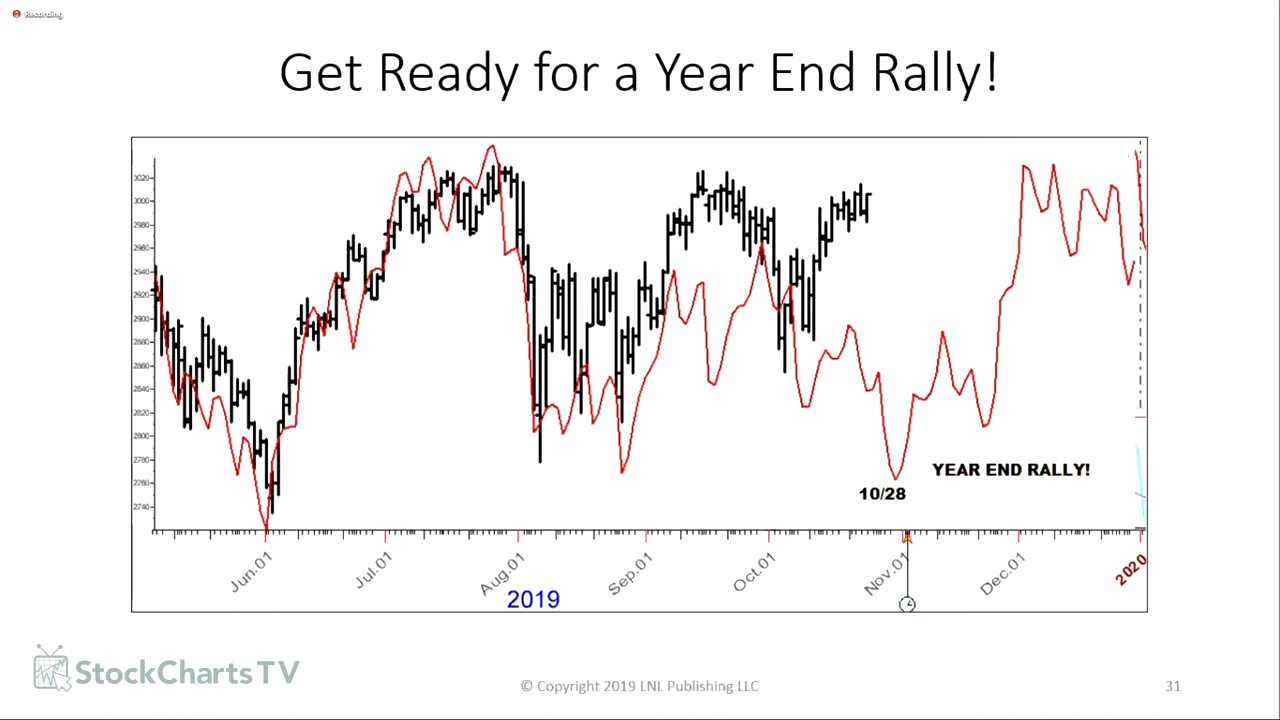 Recording
Get Ready for a Year End Rally!
3020
3000
2980
2960
2940
2920
2900
2880
2860
2840
2820
2800
2780
2760
2740
YEAR END RALLY!
10/28
Jun.01
Jul.01
Aug.01
Sep.01
Oct.01
Nov.01
Dec.01
2020
2019
StockCharts TV
© Copyright 2019 LNL Publishing LLC
31